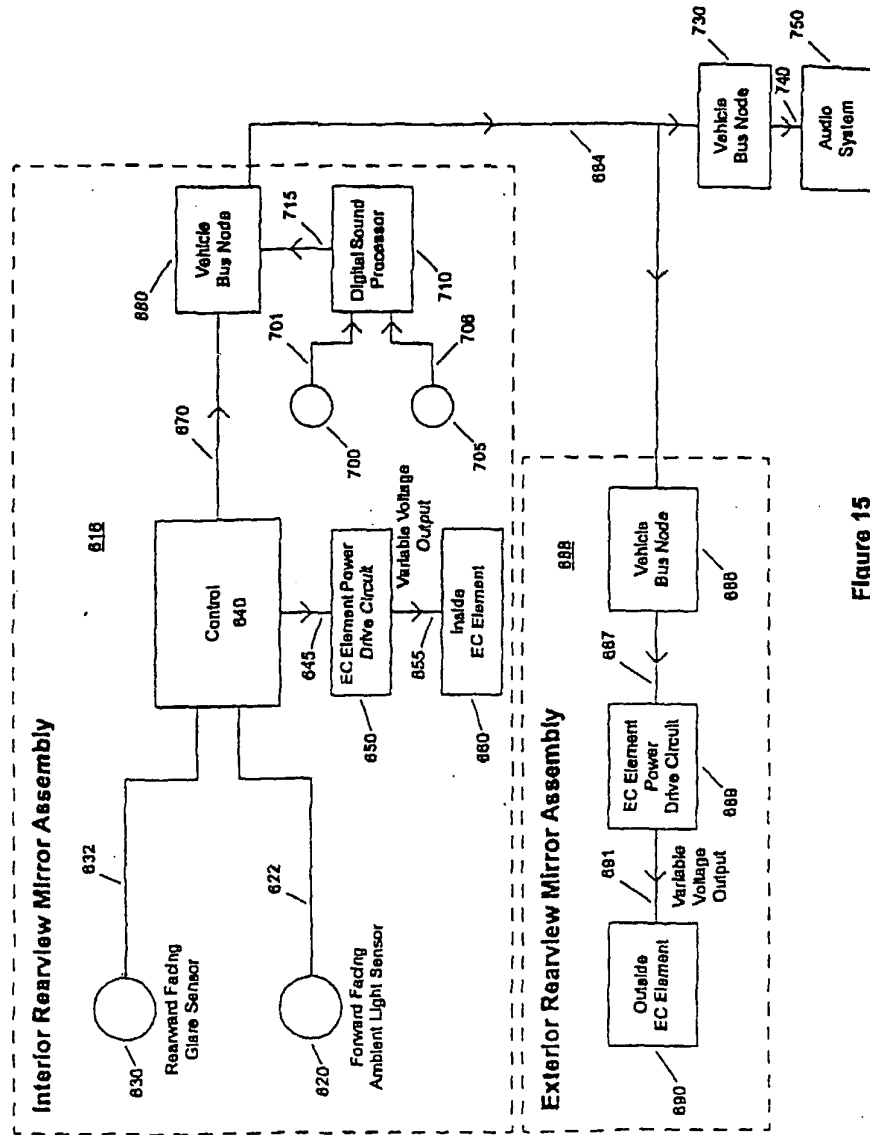 Interior Rearview Mirror Assembly
616
632
630
Rearward Facing
Glare Sensor
622
620
Forward Facing
Ambient Light Sensor
Control
640
670
680
Vehicle
Bus Node
715
Digital Sound
Processor
710
701
700
706
705
645
EC Element Power
Drive Circuit
650
Variable Voltage
Output
655
Inside
EC Element
660
684
730
Vehicle
Bus Node
740
750
Audio
System
Exterior Rearview Mirror Assembly
688
Vehicle
Bus Node
686
687
EC Element
Power
Drive Circuit
689
691
Variable
Voltage
Output
Outside
EC Element
690
Figure 15